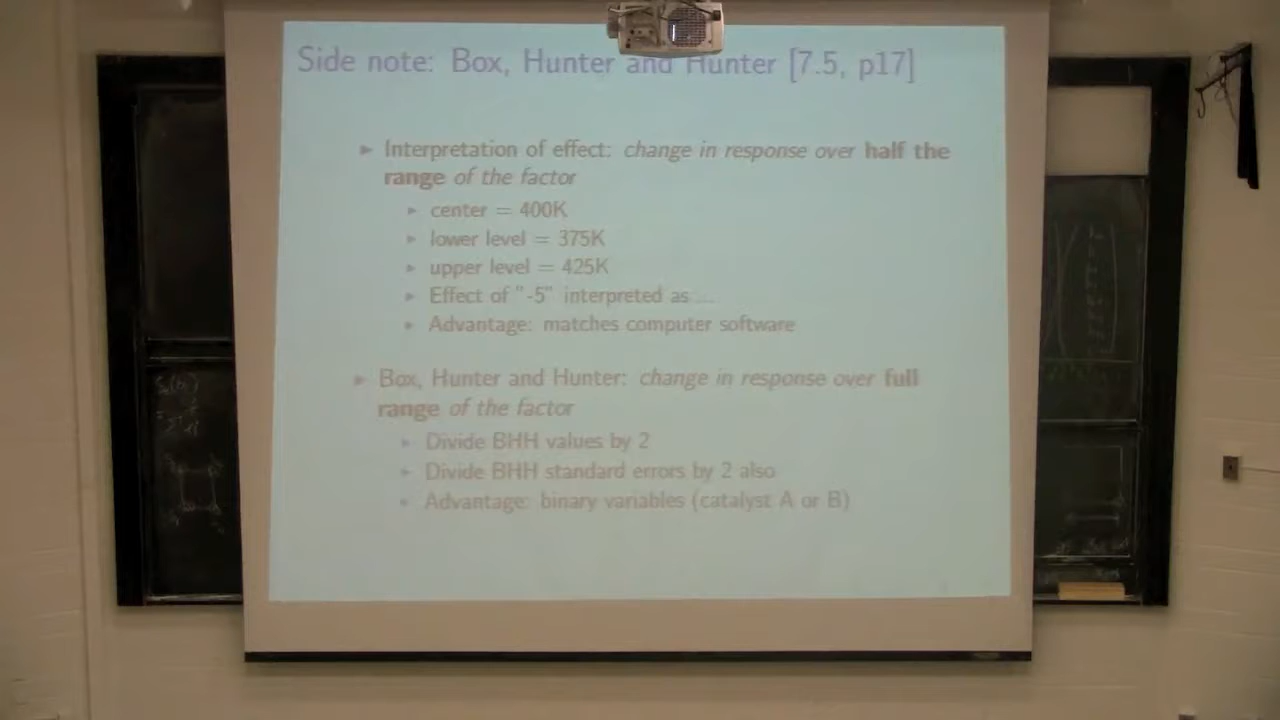 Side note: Box, Hunter and Hunter [7.5, p17]
► Interpretation of effect: change in response over half the
range of the factor
► center = 400K
► lower level = 375K
► upper level = 425K
► Effect of "-5" interpreted as ...
► Advantage: matches computer software
► Box, Hunter and Hunter: change in response over full
range of the factor
► Divide BHH values by 2
► Divide BHH standard errors by 2 also
► Advantage: binary variables (catalyst A or B)